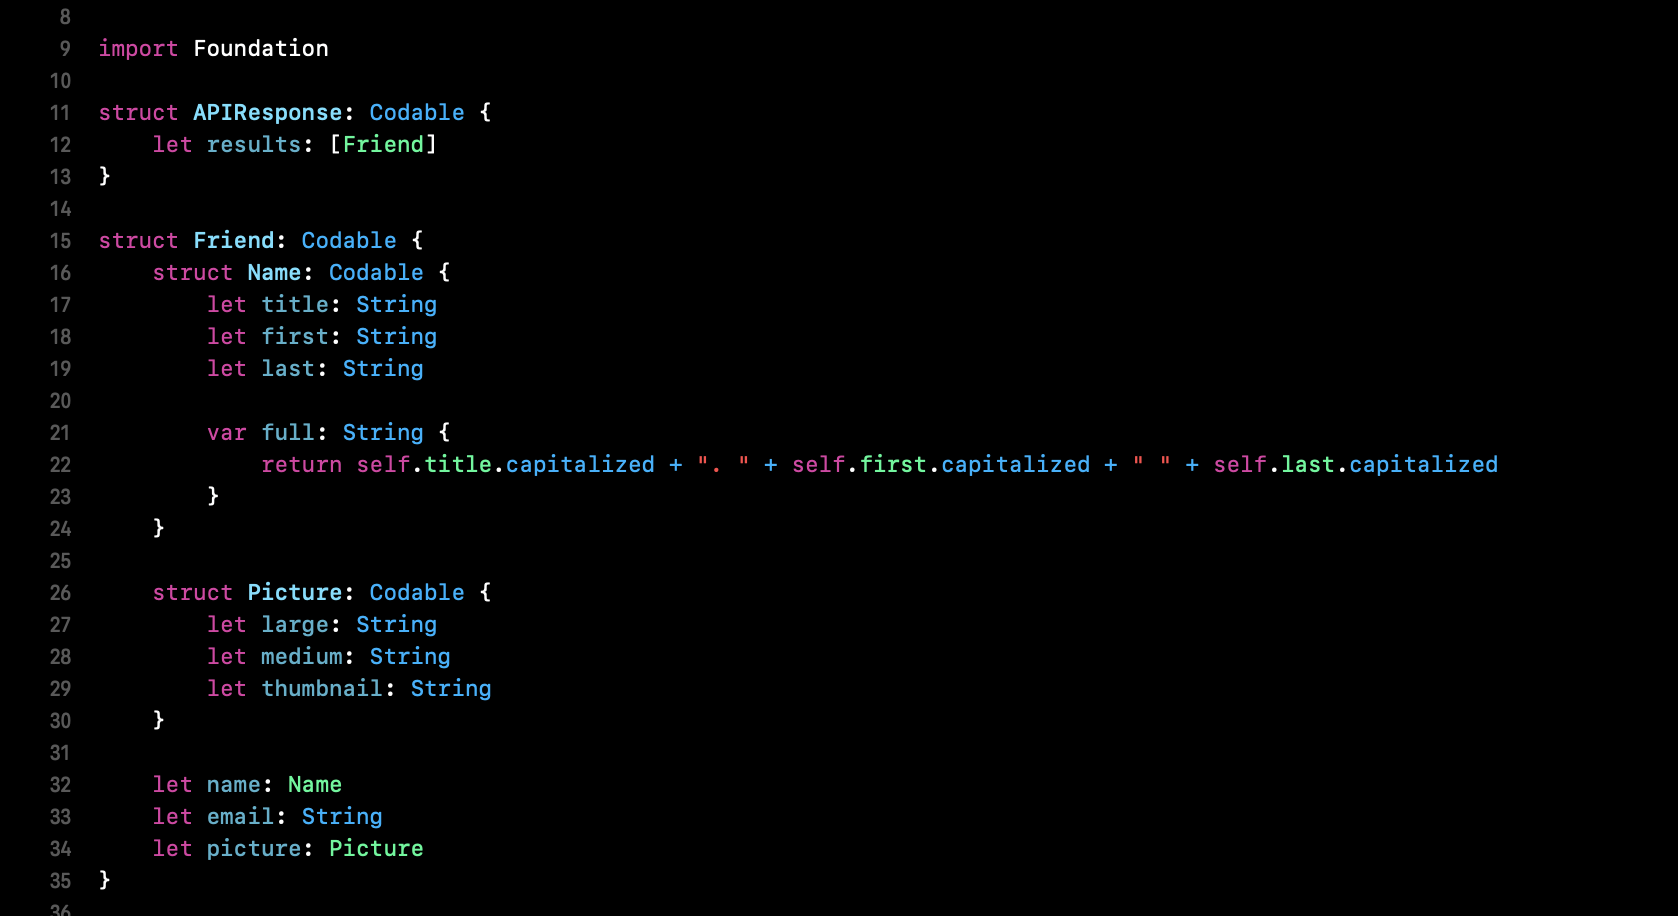 8
9 import Foundation
10
11 struct APIResponse: Codable {
12     let results: [Friend]
13 }
14
15 struct Friend: Codable {
16     struct Name: Codable {
17         let title: String
18         let first: String
19         let last: String
20
21         var full: String {
22             return self.title.capitalized + ". " + self.first.capitalized + " " + self.last.capitalized
23         }
24     }
25
26     struct Picture: Codable {
27         let large: String
28         let medium: String
29         let thumbnail: String
30     }
31
32     let name: Name
33     let email: String
34     let picture: Picture
35 }
36